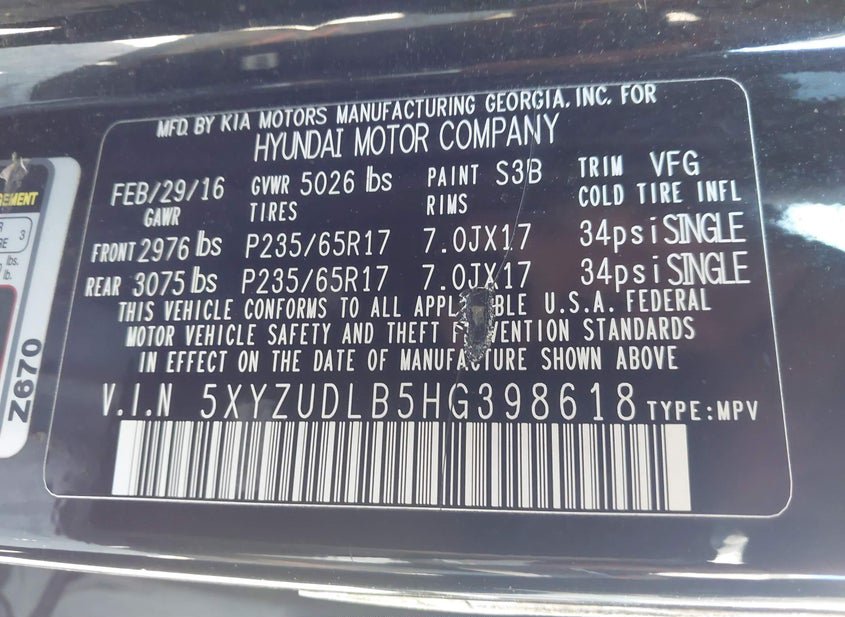 MFD. BY KIA MOTORS MANUFACTURING GEORGIA, INC. FOR
HYUNDAI MOTOR COMPANY
FEB/29/16 GVWR 5026 lbs PAINT S3B TRIM VFG
GAWR TIRES RIMS COLD TIRE INFL
FRONT 2976 lbs P235/65R17 7.0JX17 34psi SINGLE
REAR 3075 lbs P235/65R17 7.0JX17 34psi SINGLE
THIS VEHICLE CONFORMS TO ALL U.S.A. FEDERAL
MOTOR VEHICLE SAFETY AND THEFT STANDARDS
IN EFFECT ON THE DATE OF MANUFACTURE SHOWN ABOVE
V.I.N 5XYZUDLB5HG398618 TYPE:MPV
3
lbs.
lb.
Z670